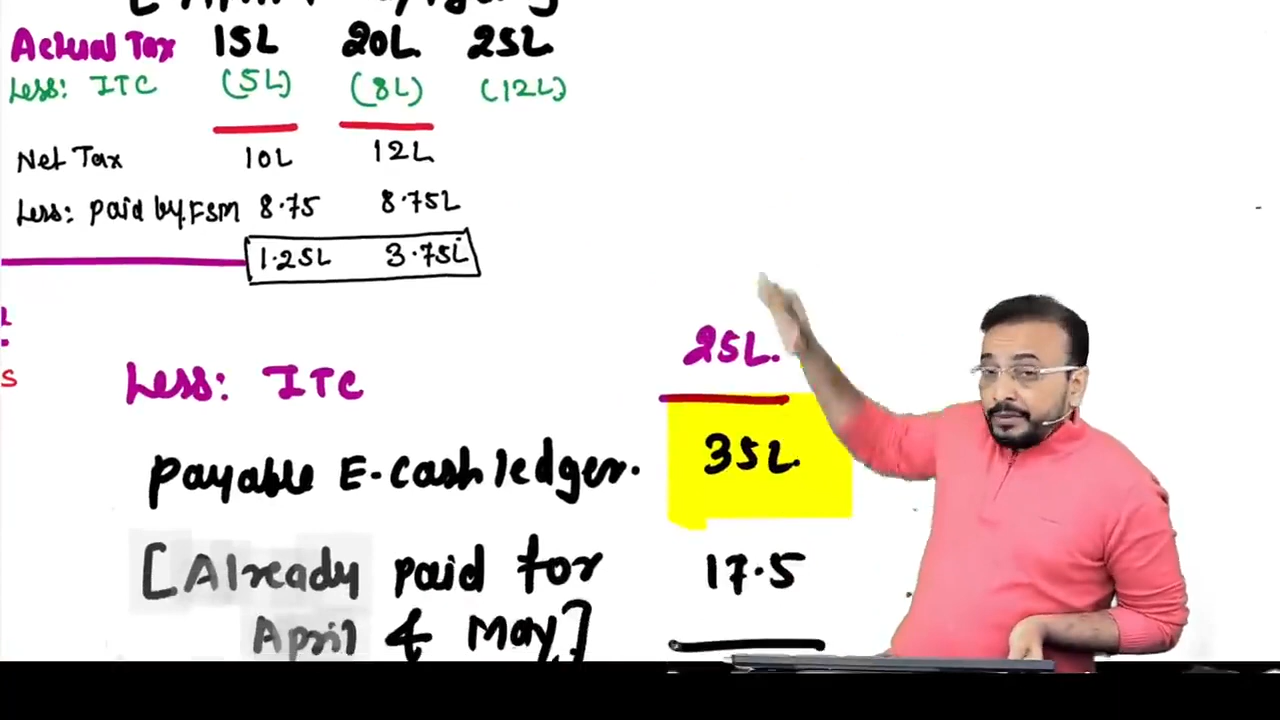 Actual Tax 15L 20L. 25L
Less: ITC (5L) (8L) (12L)
Net Tax 10L 12L
Less: Paid by FSM 8.75 8.75L
1.25L 3.75L
25L.
Less: ITC
Payable E-cash ledger. 35L.
[Already paid for 17.5
April & May]